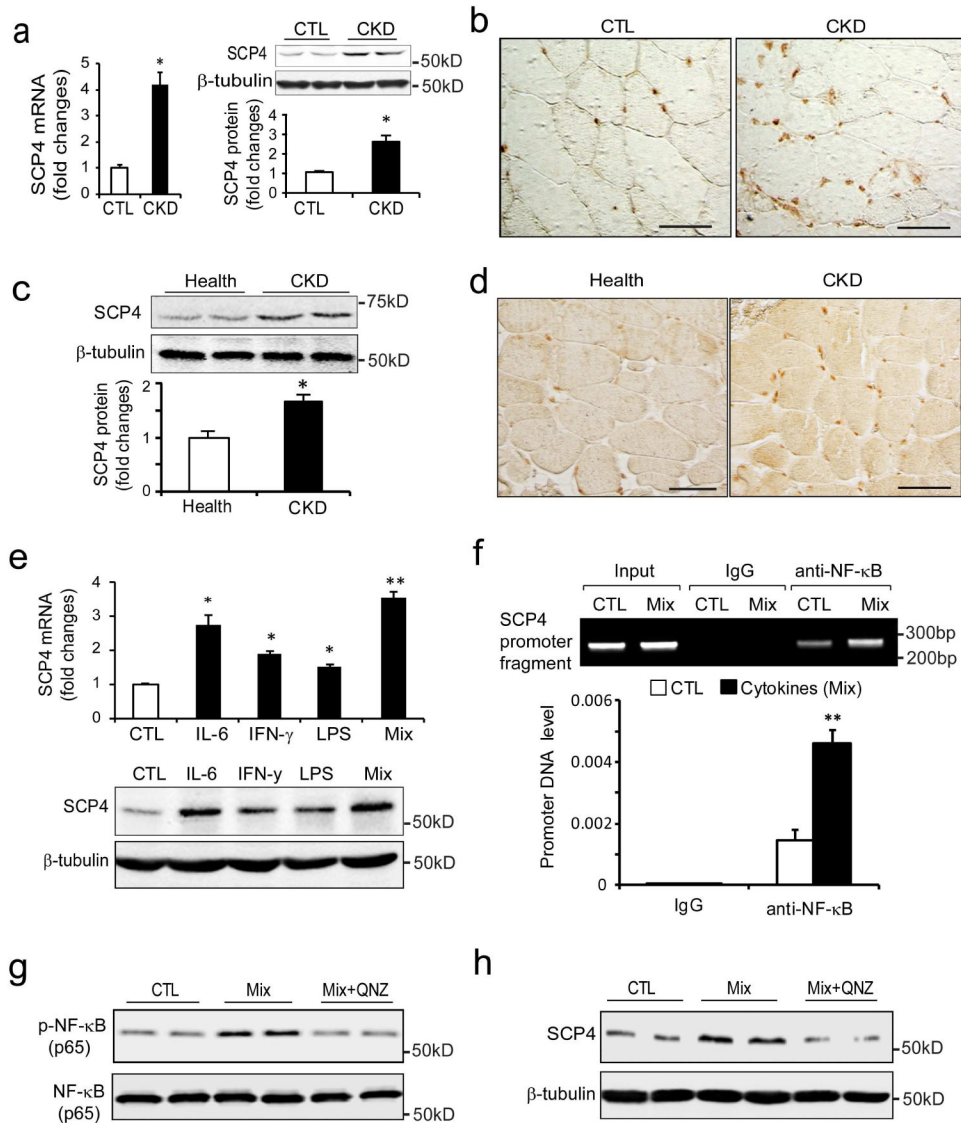 a
SCP4 mRNA
(fold changes)
5
4
3
2
1
0
*
CTL CKD
CTL CKD
SCP4
50kD
β-tubulin
50kD
SCP4 protein
(fold changes)
4
3
2
1
0
*
CTL
CKD
b
CTL
CKD
c
Health CKD
75kD
SCP4
β-tubulin
50kD
SCP4 protein
(fold changes)
2
1
0
*
Health
CKD
d
Health
CKD
e
SCP4 mRNA
(fold changes)
4
3
2
1
0
* * * **
CTL IL-6 IFN-γ LPS Mix
CTL IL-6 IFN-y LPS Mix
SCP4
50kD
β-tubulin
50kD
f
Input IgG anti-NF-κB
CTL Mix CTL Mix CTL Mix
SCP4
promoter
fragment
300bp
200bp
CTL Cytokines (Mix)
Promoter DNA level
0.006
0.004
0.002
0
**
IgG anti-NF-κB
g
CTL Mix Mix+QNZ
p-NF-κB
(p65)
50kD
NF-κB
(p65)
50kD
h
CTL Mix Mix+QNZ
SCP4
50kD
β-tubulin
50kD